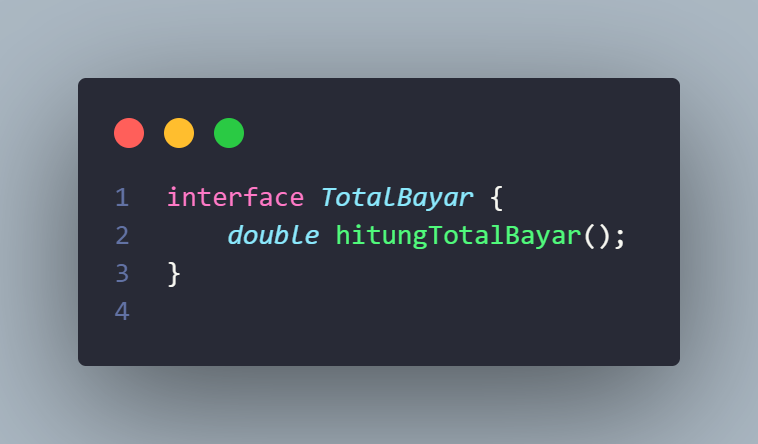 1 interface TotalBayar {
2     double hitungTotalBayar();
3 }
4